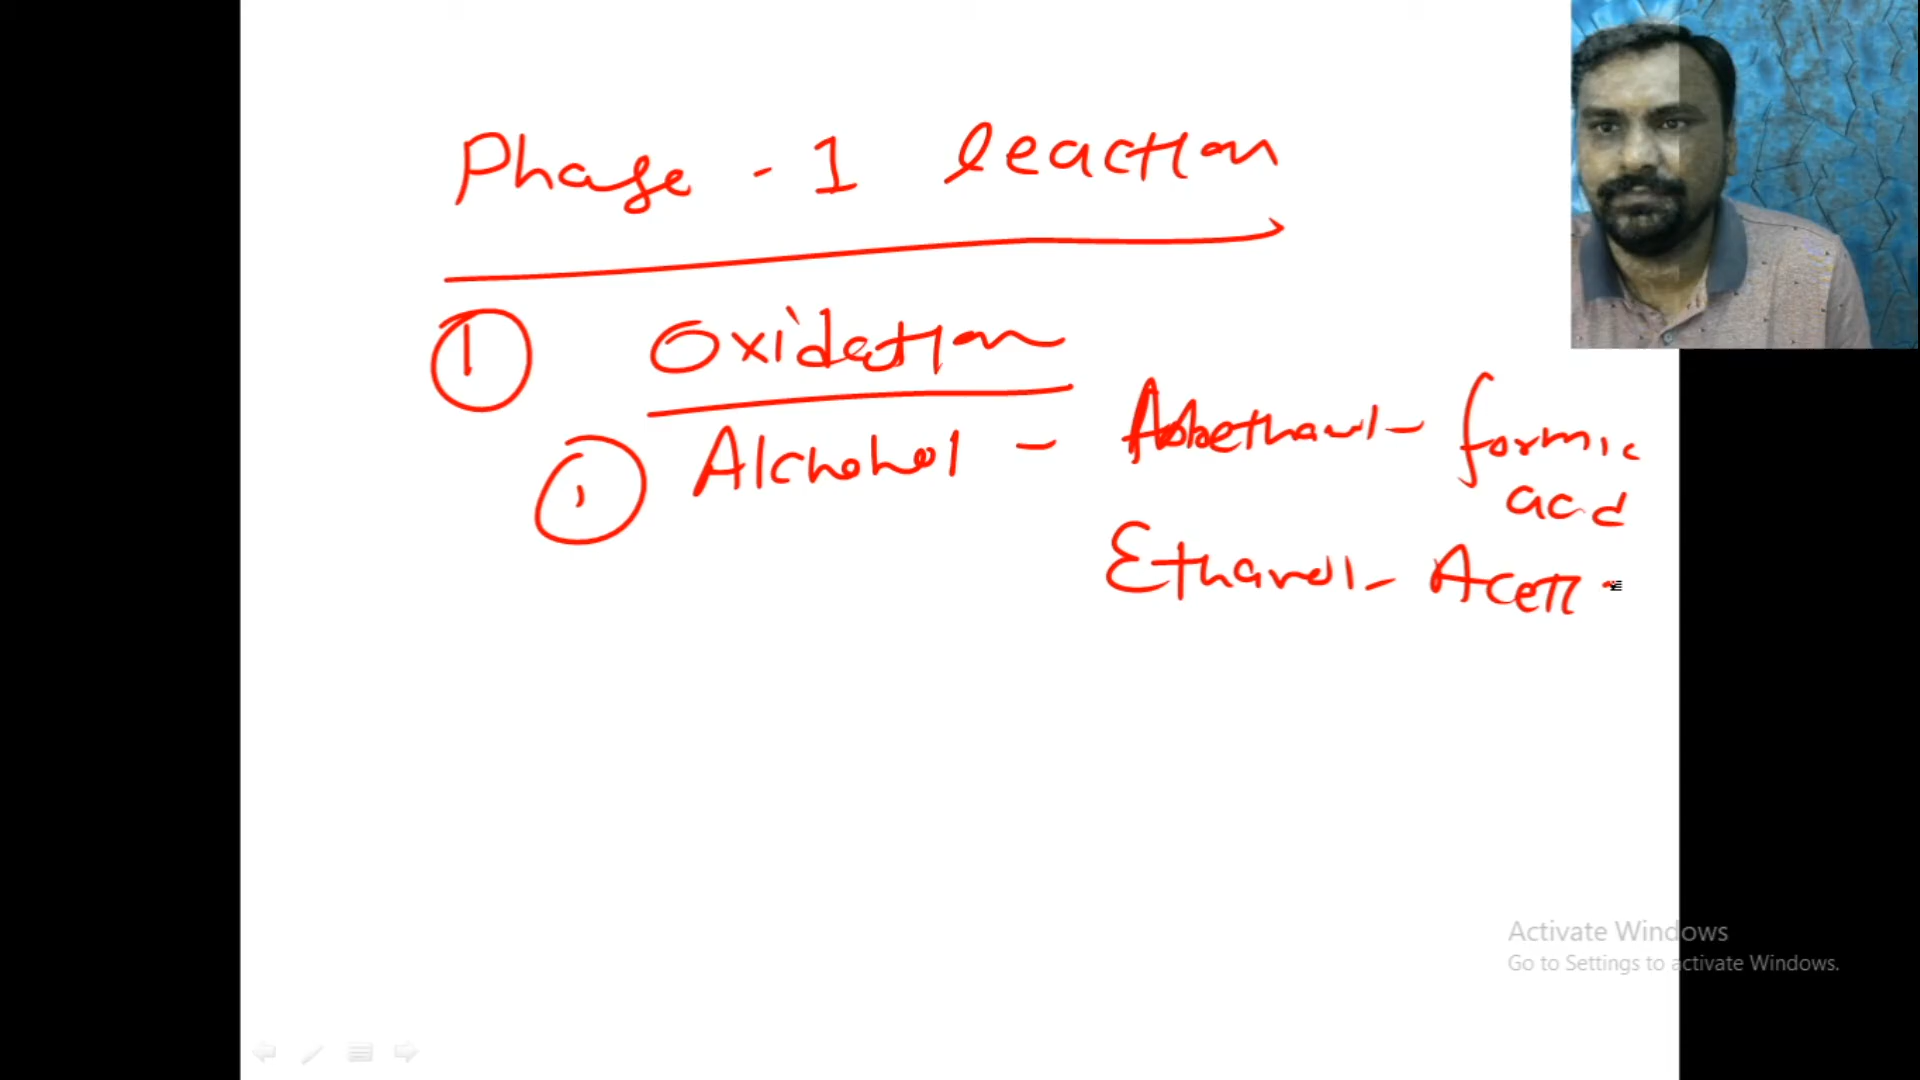 Phase - 1 reaction
1 Oxidation
1 Alchohol - Methanol - formic
acid
Ethanol - Aceti
Activate Windows
Go to Settings to activate Windows.